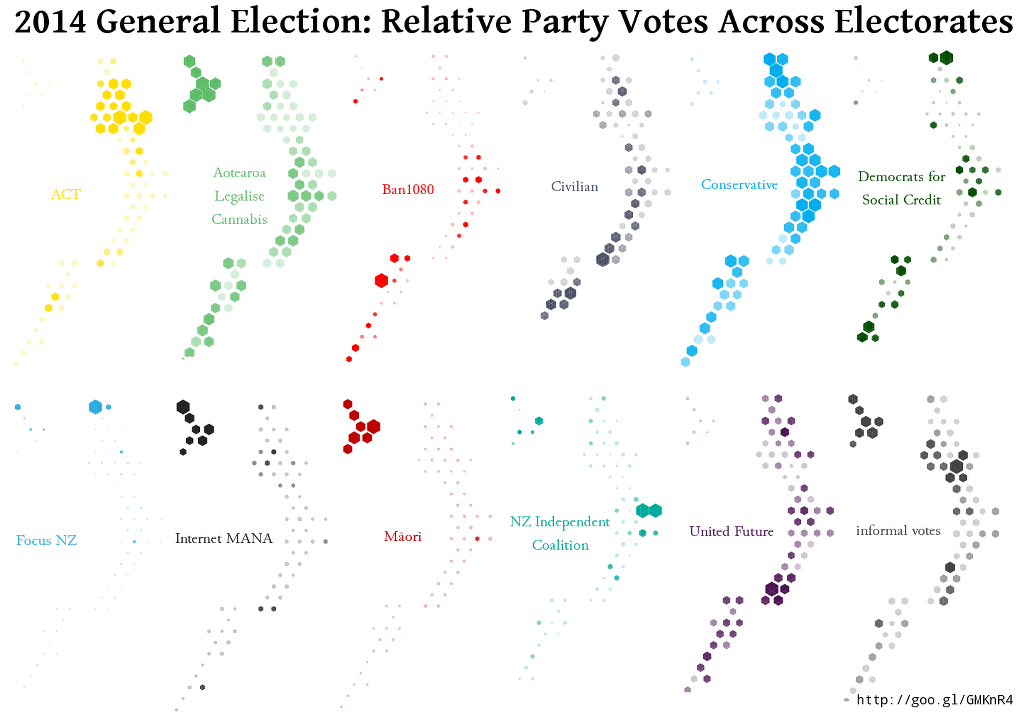 2014 General Election: Relative Party Votes Across Electorates
ACT
Aotearoa
Legalise
Cannabis
Ban1080
Civilian
Conservative
Democrats for
Social Credit
Focus NZ
Internet MANA
Māori
NZ Independent
Coalition
United Future
informal votes
http://goo.gl/GMKnR4